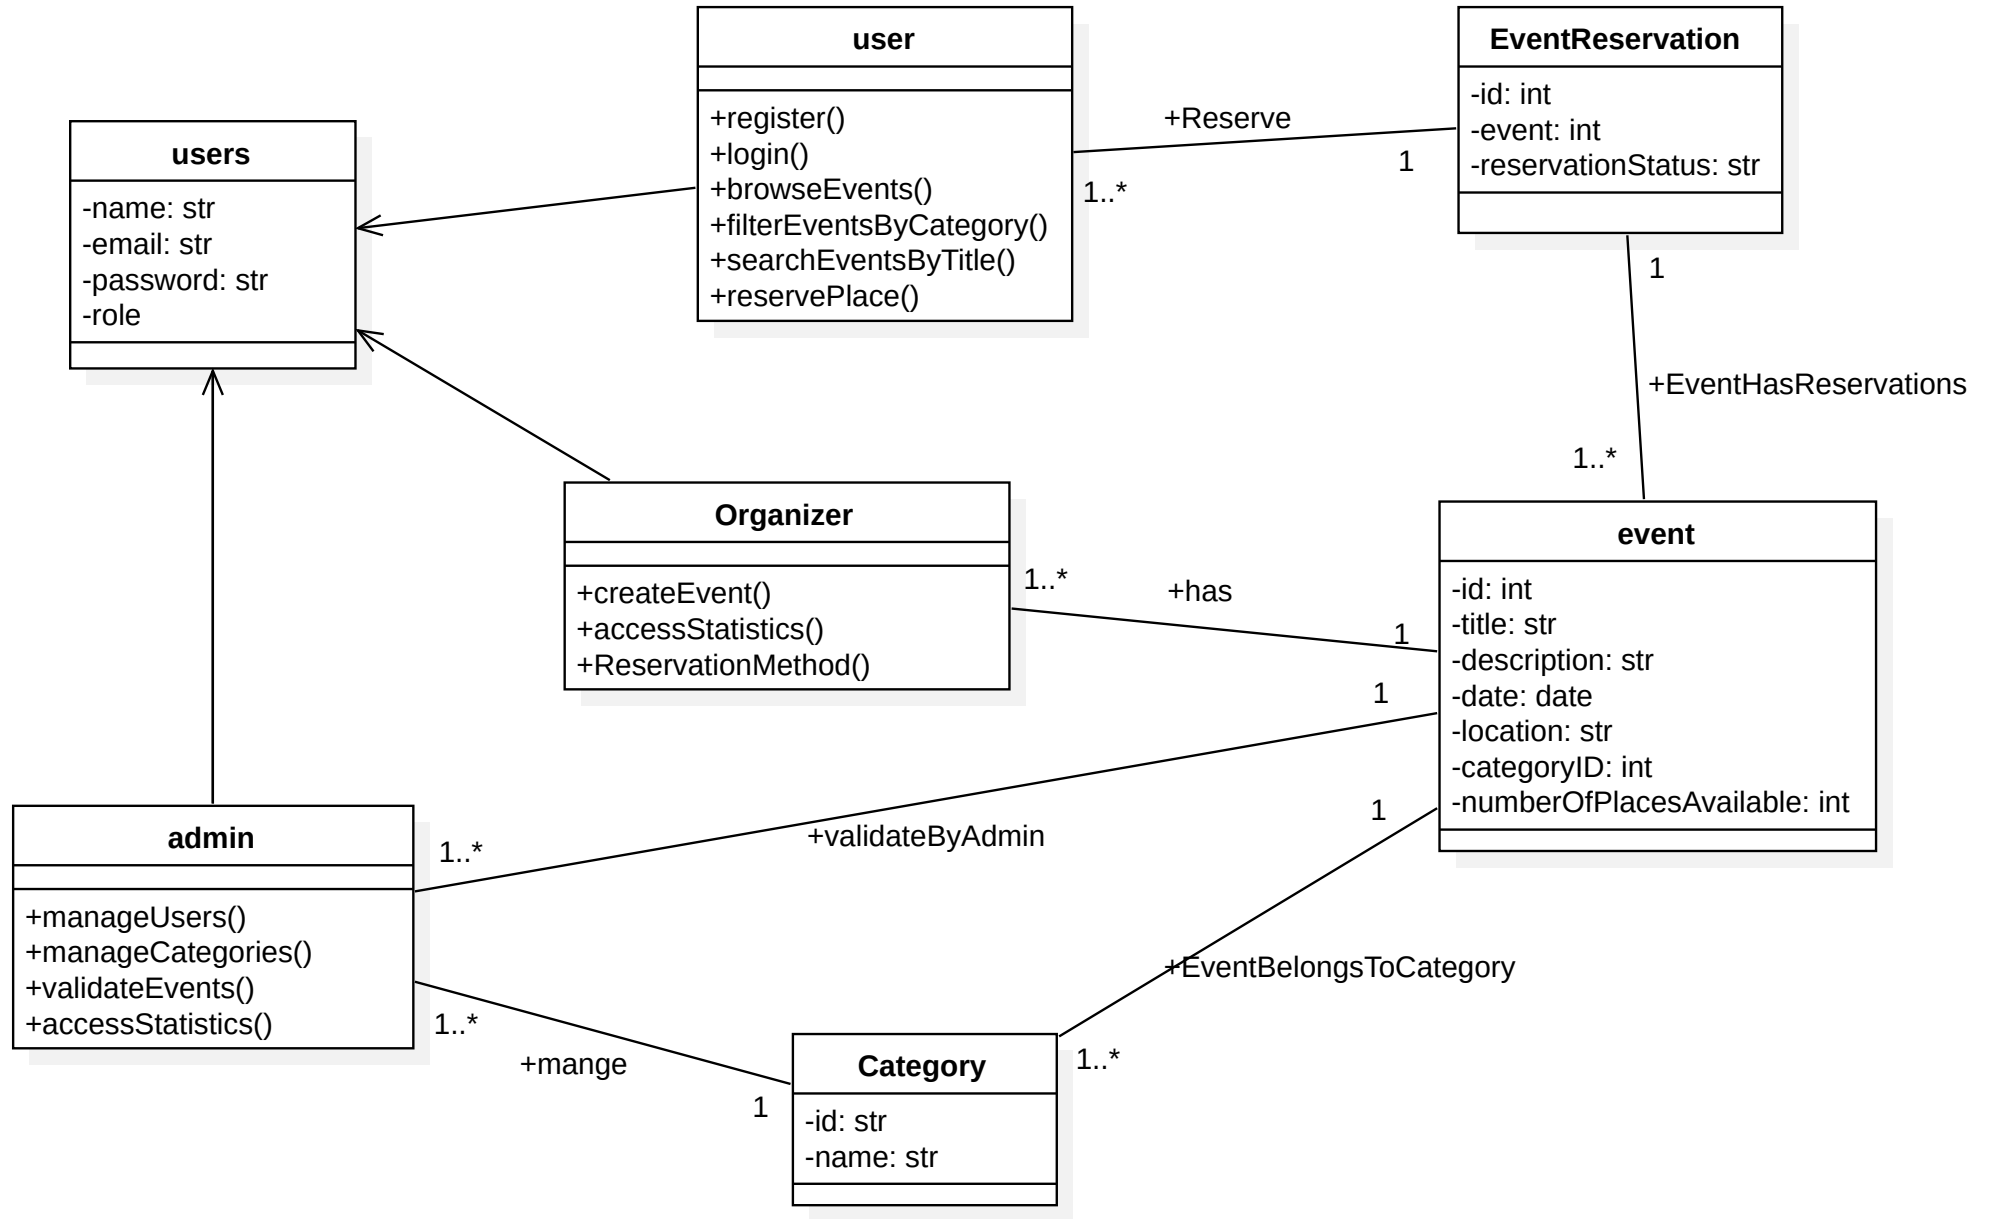 user
+register()
+login()
+browseEvents()
+filterEventsByCategory()
+searchEventsByTitle()
+reservePlace()
EventReservation
-id: int
-event: int
-reservationStatus: str
+Reserve
1
1..*
users
-name: str
-email: str
-password: str
-role
1
+EventHasReservations
1..*
Organizer
+createEvent()
+accessStatistics()
+ReservationMethod()
1..*
+has
1
event
-id: int
-title: str
-description: str
-date: date
-location: str
-categoryID: int
-numberOfPlacesAvailable: int
1
+validateByAdmin
1..*
1
admin
+manageUsers()
+manageCategories()
+validateEvents()
+accessStatistics()
+EventBelongsToCategory
1..*
1..*
+mange
1
Category
-id: str
-name: str